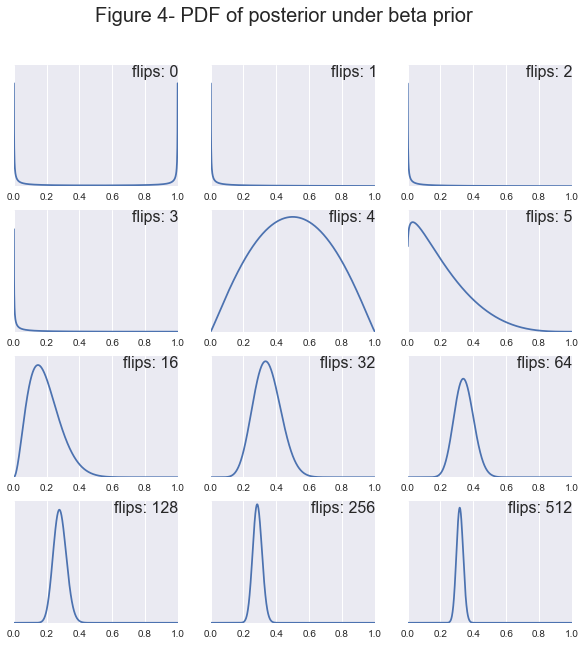 Figure 4- PDF of posterior under beta prior
flips: 0 flips: 1 flips: 2
0.0 0.2 0.4 0.6 0.8 1.0 0.0 0.2 0.4 0.6 0.8 1.0 0.0 0.2 0.4 0.6 0.8 1.0
flips: 3 flips: 4 flips: 5
0.0 0.2 0.4 0.6 0.8 1.0 0.0 0.2 0.4 0.6 0.8 1.0 0.0 0.2 0.4 0.6 0.8 1.0
flips: 16 flips: 32 flips: 64
0.0 0.2 0.4 0.6 0.8 1.0 0.0 0.2 0.4 0.6 0.8 1.0 0.0 0.2 0.4 0.6 0.8 1.0
flips: 128 flips: 256 flips: 512
0.0 0.2 0.4 0.6 0.8 1.0 0.0 0.2 0.4 0.6 0.8 1.0 0.0 0.2 0.4 0.6 0.8 1.0